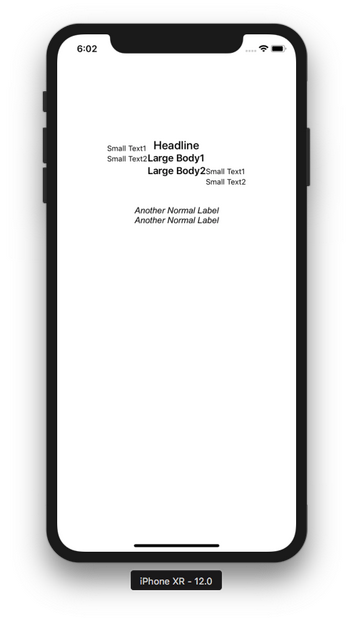 6:02
Headline
Small Text1
Small Text2
Large Body1
Large Body2
Small Text1
Small Text2
Another Normal Label
Another Normal Label
iPhone XR - 12.0